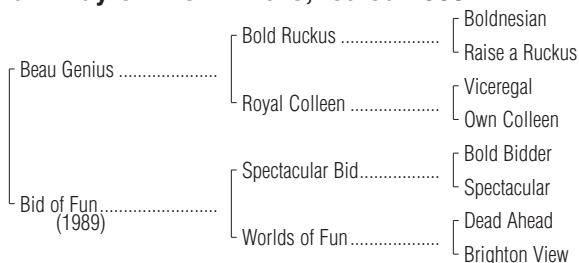 Boldnesian
Bold Ruckus ....................
Raise a Ruckus
Beau Genius .....................
Viceregal
Royal Colleen ...................
Own Colleen
Bold Bidder
Spectacular Bid..................
Spectacular
Bid of Fun.........................
(1989)
Dead Ahead
Worlds of Fun....................
Brighton View